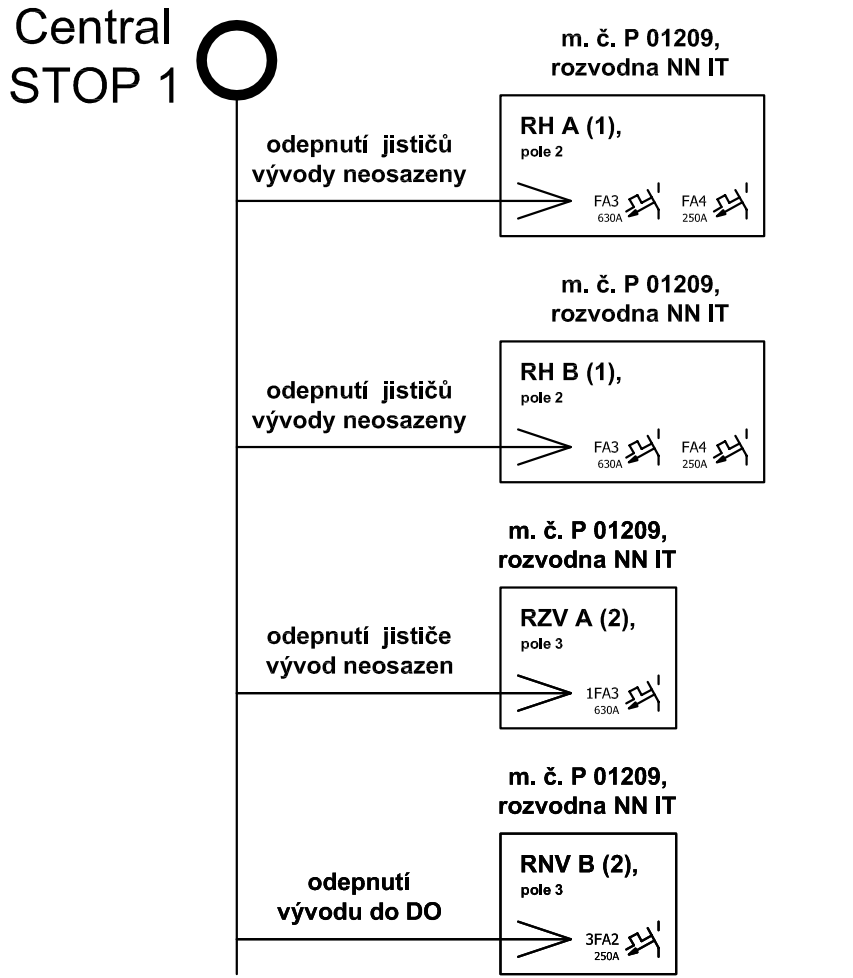 Central
STOP 1
m. č. P 01209,
rozvodna NN IT
odepnutí jističů
vývody neosazeny
RH A (1),
pole 2
FA3
630A
FA4
250A
m. č. P 01209,
rozvodna NN IT
odepnutí jističů
vývody neosazeny
RH B (1),
pole 2
FA3
630A
FA4
250A
m. č. P 01209,
rozvodna NN IT
odepnutí jističe
vývod neosazen
RZV A (2),
pole 3
1FA3
630A
m. č. P 01209,
rozvodna NN IT
odepnutí
vývodu do DO
RNV B (2),
pole 3
3FA2
250A